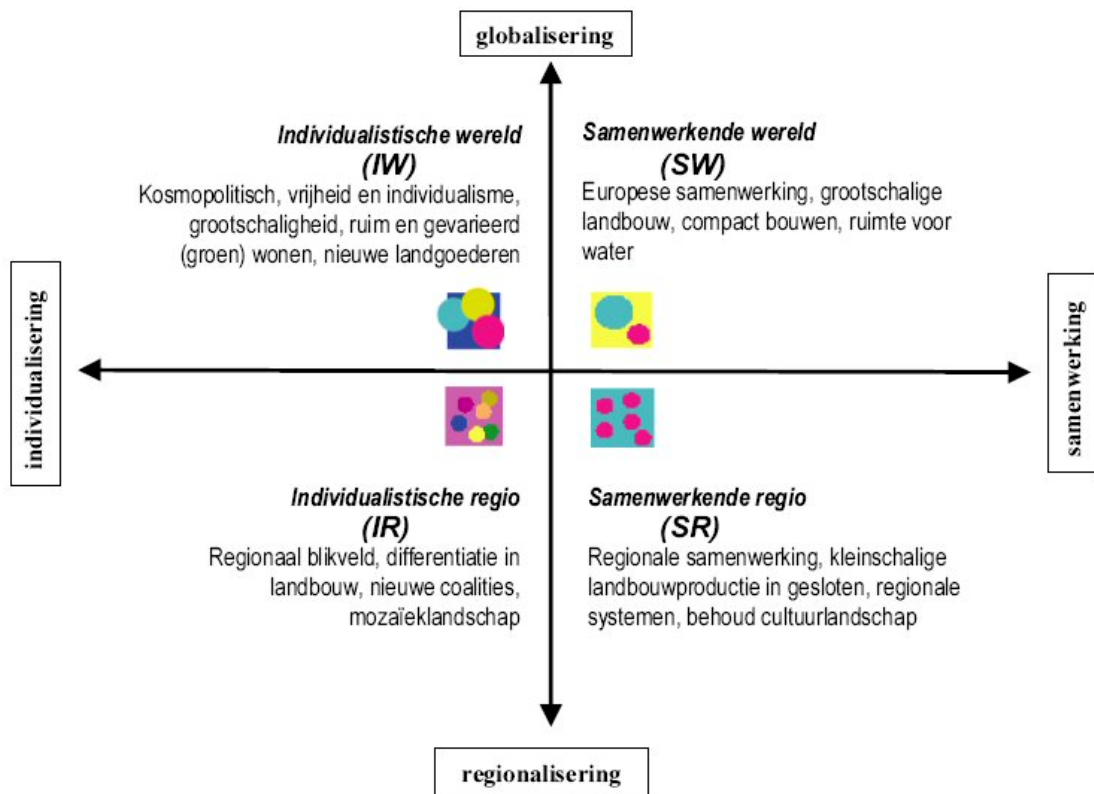 globalisering
Individualistische wereld
(IW)
Kosmopolitisch, vrijheid en individualisme,
grootschaligheid, ruim en gevarieerd
(groen) wonen, nieuwe landgoederen
Samenwerkende wereld
(SW)
Europese samenwerking, grootschalige
landbouw, compact bouwen, ruimte voor
water
individualisering
samenwerking
Individualistische regio
(IR)
Regionaal blikveld, differentiatie in
landbouw, nieuwe coalities,
mozaïeklandschap
Samenwerkende regio
(SR)
Regionale samenwerking, kleinschalige
landbouwproductie in gesloten, regionale
systemen, behoud cultuurlandschap
regionalisering